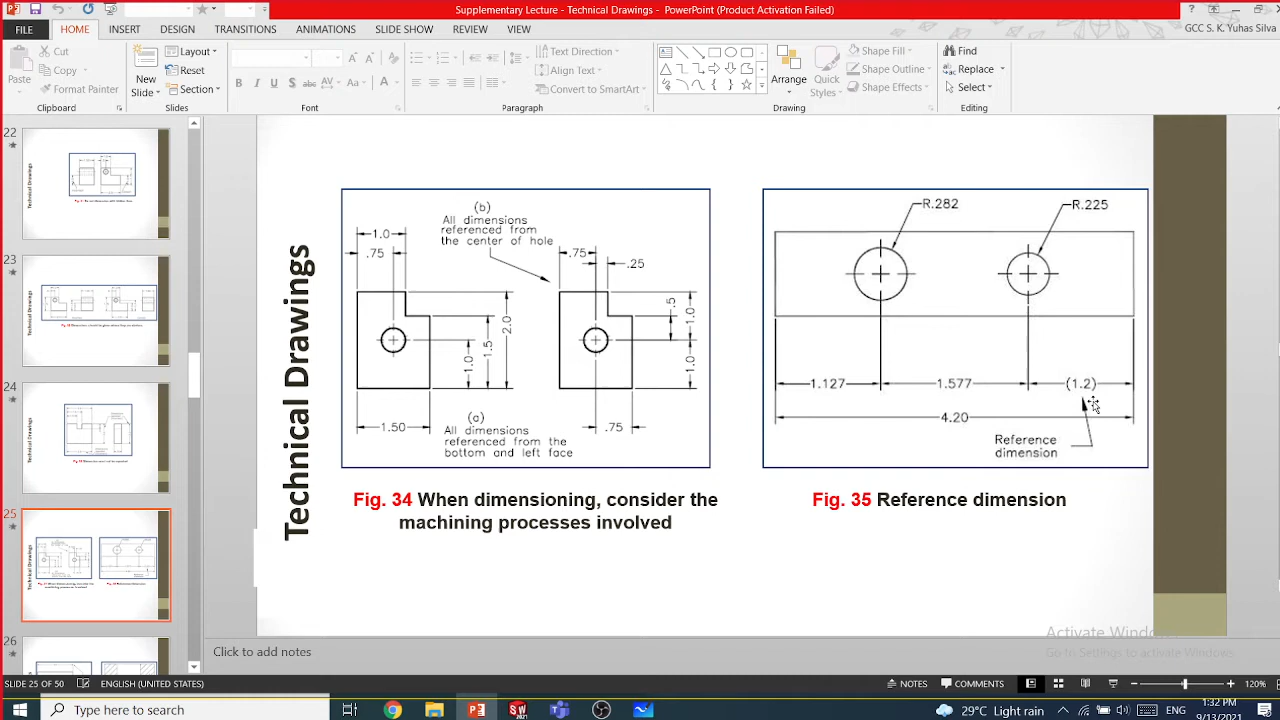 Supplementary Lecture - Technical Drawings - PowerPoint (Product Activation Failed)
FILE
HOME
INSERT
DESIGN
TRANSITIONS
ANIMATIONS
SLIDE SHOW
REVIEW
VIEW
GCC S. K. Yuhas Silva
Paste
Cut
Copy
Format Painter
Clipboard
New
Slide
Layout
Reset
Section
Slides
Font
Text Direction
Align Text
Convert to SmartArt
Paragraph
Arrange
Quick
Styles
Shape Fill
Shape Outline
Shape Effects
Drawing
Find
Replace
Select
Editing
22
23
24
25
26
Technical Drawings
(b)
All dimensions
referenced from
the center of hole
1.0
.75
2.0
1.5
1.0
1.50
.75
.25
.5
1.0
1.0
.75
(a)
All dimensions
referenced from the
bottom and left face
R.282
R.225
1.127
1.577
(1.2)
4.20
Reference
dimension
Fig. 34 When dimensioning, consider the
machining processes involved
Fig. 35 Reference dimension
Activate Windows
Go to Settings to activate Windows.
Click to add notes
SLIDE 25 OF 50
ENGLISH (UNITED STATES)
NOTES
COMMENTS
120%
Type here to search
29°C Light rain
ENG
1:32 PM
9/13/2021